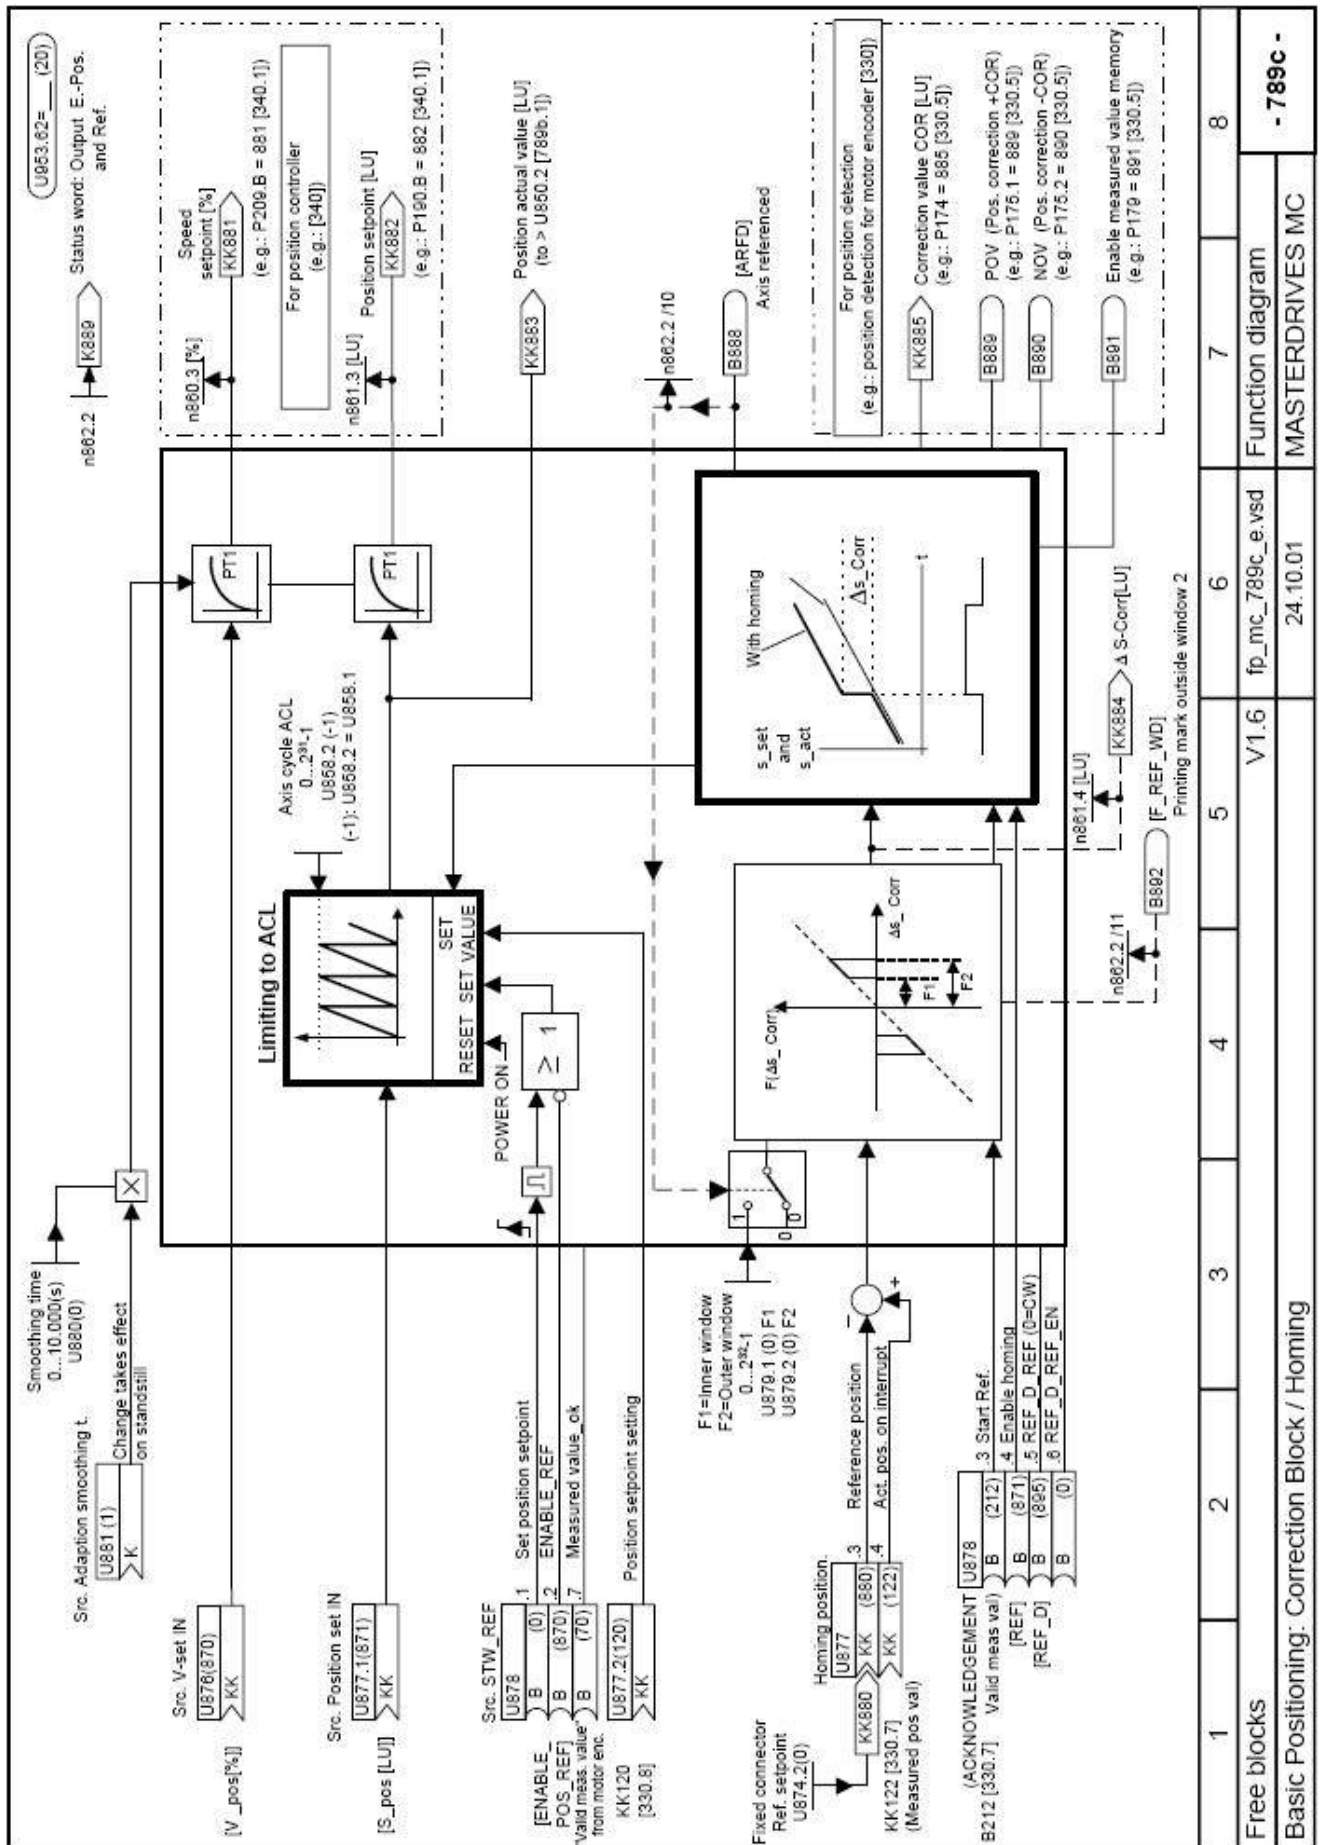 U953.62=___ (20)
Status word: Output E.-Pos.
and Ref.
n862.2
K889
Smoothing time
0...10.000(s)
U880(0)
Src. Adaption smoothing t.
U881 (1)
K
Change takes effect
on standstill
Src. V-set IN
U876(870)
KK
[V_pos[%]]
PT1
n860.3 [%]
Speed
setpoint [%]
KK881
(e.g.: P209.B = 881 [340.1])
For position controller
(e.g.: [340])
Src. Position set IN
U877.1(871)
KK
[S_pos [LU]]
Limiting to ACL
Axis cycle ACL
0...2³¹-1
U858.2 (-1)
(-1): U858.2 = U858.1
RESET
SET
SET
VALUE
PT1
n861.3 [LU]
Position setpoint [LU]
KK882
(e.g.: P190.B = 882 [340.1])
Position actual value [LU]
KK883
(to > U850.2 [789b.1]
POWER ON
≥ 1
Src. STW_REF
U878
B (0) .1 Set position setpoint
B (870) .2 ENABLE_REF
B (70) .7 Measured value_ok
[ENABLE_
POS_REF]
"Valid meas. value"
from motor enc.
U877.2(120)
KK
Position setpoint setting
KK120
[330.8]
n862.2 /10
[ARFD]
B888
Axis referenced
F1=Inner window
F2=Outer window
0...2³²-1
U879.1 (0) F1
U879.2 (0) F2
1
0
0
Fixed connector
Ref. setpoint
U874.2(0)
KK880
Homing position.
U877
KK (880) .3 Reference position
KK (122) .4 Act. pos. on interrupt
KK122 [330.7]
(Measured pos val)
−
+
F(Δs_ Corr)
Δs_ Corr
F1
F2
s_set
and
s_act
With homing
Δs_Corr
t
For position detection
(e.g.: position detection for motor encoder [330])
KK885
Correction value COR [LU]
(e.g.: P174 = 885 [330.5])
B889
POV (Pos. correction +COR)
(e.g.: P175.1 = 889 [330.5])
B890
NOV (Pos. correction -COR)
(e.g.: P175.2 = 890 [330.5])
B891
Enable measured value memory
(e.g.: P179 = 891 [330.5])
(ACKNOWLEDGEMENT
B212 [330.7] Valid meas val)
[REF]
[REF_D]
U878
B (212) .3 Start Ref.
B (871) .4 Enable homing
B (895) .5 REF_D_REF (0=CW)
B (0) .6 REF_D_REF_EN
n861.4 [LU]
KK884
Δ S-Corr[LU]
n862.2 /11
B892
[F_REF_WD]
Printing mark outside window 2
1 2 3 4 5 6 7 8
Free blocks
V1.6
fp_mc_789c_e.vsd
Function diagram
- 789c -
Basic Positioning: Correction Block / Homing
24.10.01
MASTERDRIVES MC